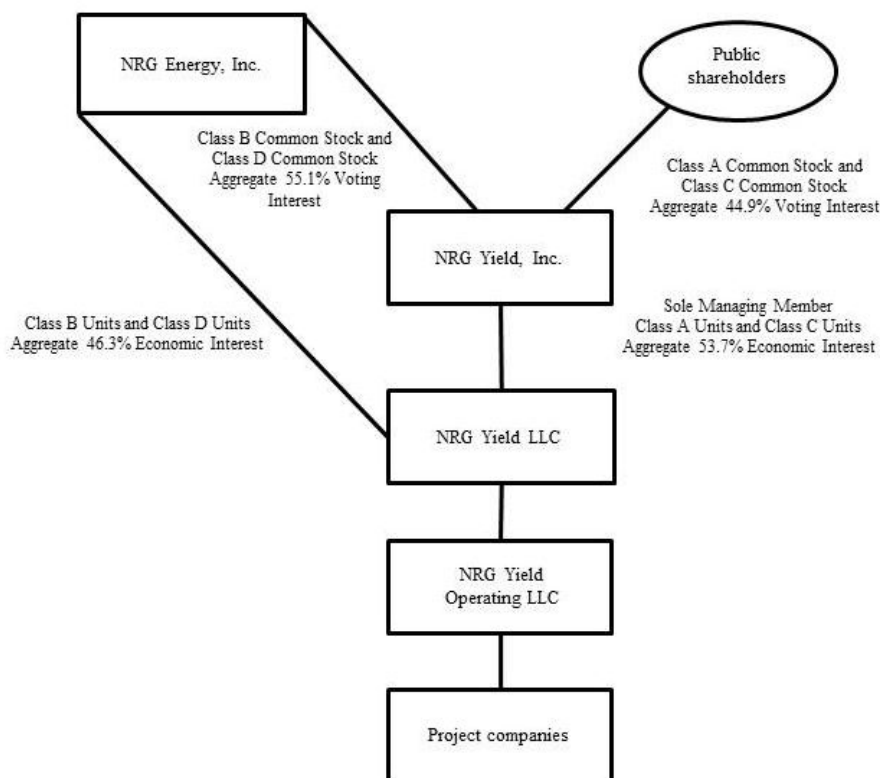 NRG Energy, Inc.
Public
shareholders
Class B Common Stock and
Class D Common Stock
Aggregate 55.1% Voting
Interest
Class A Common Stock and
Class C Common Stock
Aggregate 44.9% Voting Interest
NRG Yield, Inc.
Class B Units and Class D Units
Aggregate 46.3% Economic Interest
Sole Managing Member
Class A Units and Class C Units
Aggregate 53.7% Economic Interest
NRG Yield LLC
NRG Yield
Operating LLC
Project companies